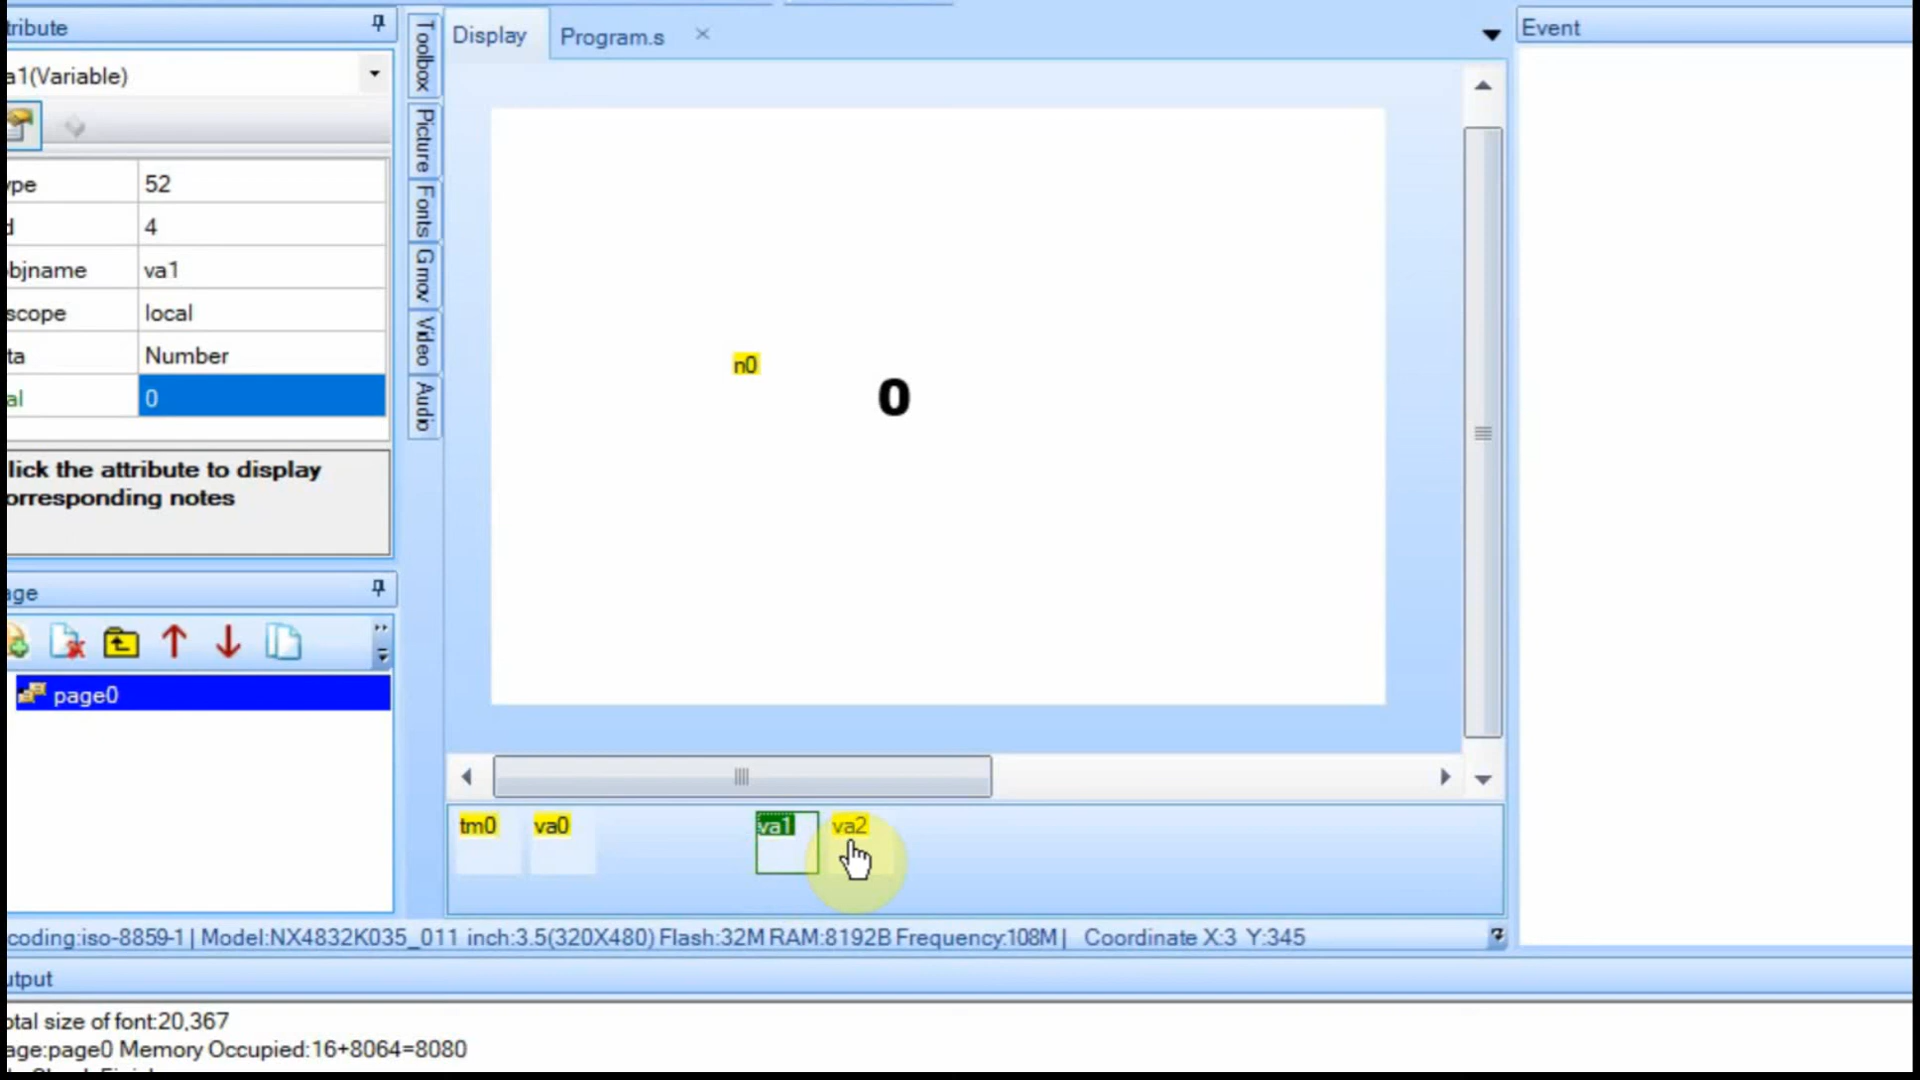 tribute
a1(Variable)
ype 52
d 4
bjname va1
scope local
ta Number
al 0
lick the attribute to display
orresponding notes
age
page0
Toolbox
Picture
Fonts
Gmov
Video
Audio
Display
Program.s
n0
0
tm0
va0
va1
va2
coding:iso-8859-1 | Model:NX4832K035_011 inch:3.5(320X480) Flash:32M RAM:8192B Frequency:108M | Coordinate X:3 Y:345
Event
utput
otal size of font:20,367
age:page0 Memory Occupied:16+8064=8080